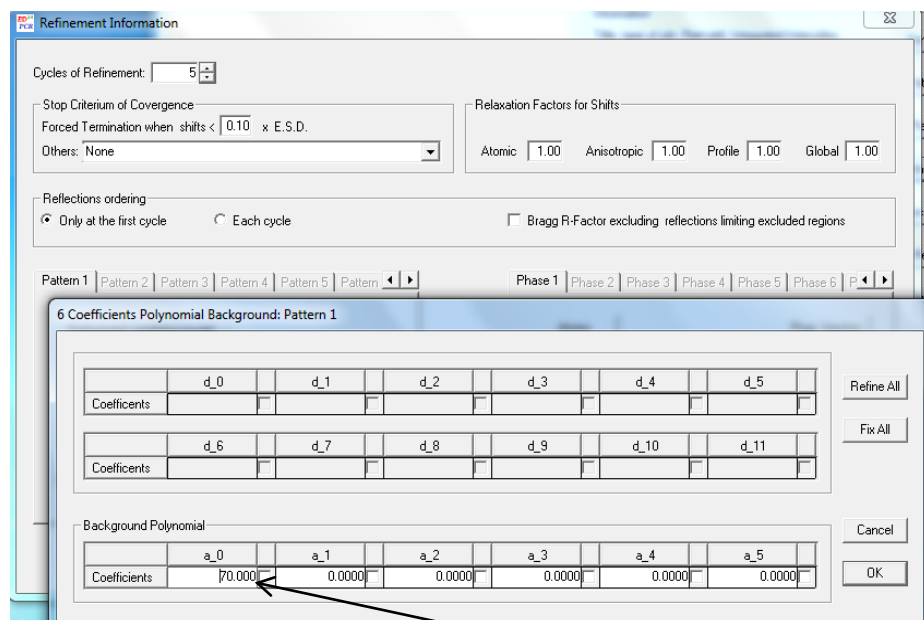 ED PCR Refinement Information
Cycles of Refinement: 5
Stop Criterium of Covergence
Forced Termination when shifts < 0.10 x E.S.D.
Others: None
Relaxation Factors for Shifts
Atomic 1.00 Anisotropic 1.00 Profile 1.00 Global 1.00
Reflections ordering
Only at the first cycle Each cycle Bragg R-Factor excluding reflections limiting excluded regions
Pattern 1 Pattern 2 Pattern 3 Pattern 4 Pattern 5 Pattern
Phase 1 Phase 2 Phase 3 Phase 4 Phase 5 Phase 6 P
6 Coefficients Polynomial Background: Pattern 1
d_0 d_1 d_2 d_3 d_4 d_5
Coefficents
Refine All
Fix All
d_6 d_7 d_8 d_9 d_10 d_11
Coefficents
Background Polynomial
Cancel
a_0 a_1 a_2 a_3 a_4 a_5
Coefficients 70.000 0.0000 0.0000 0.0000 0.0000 0.0000
OK